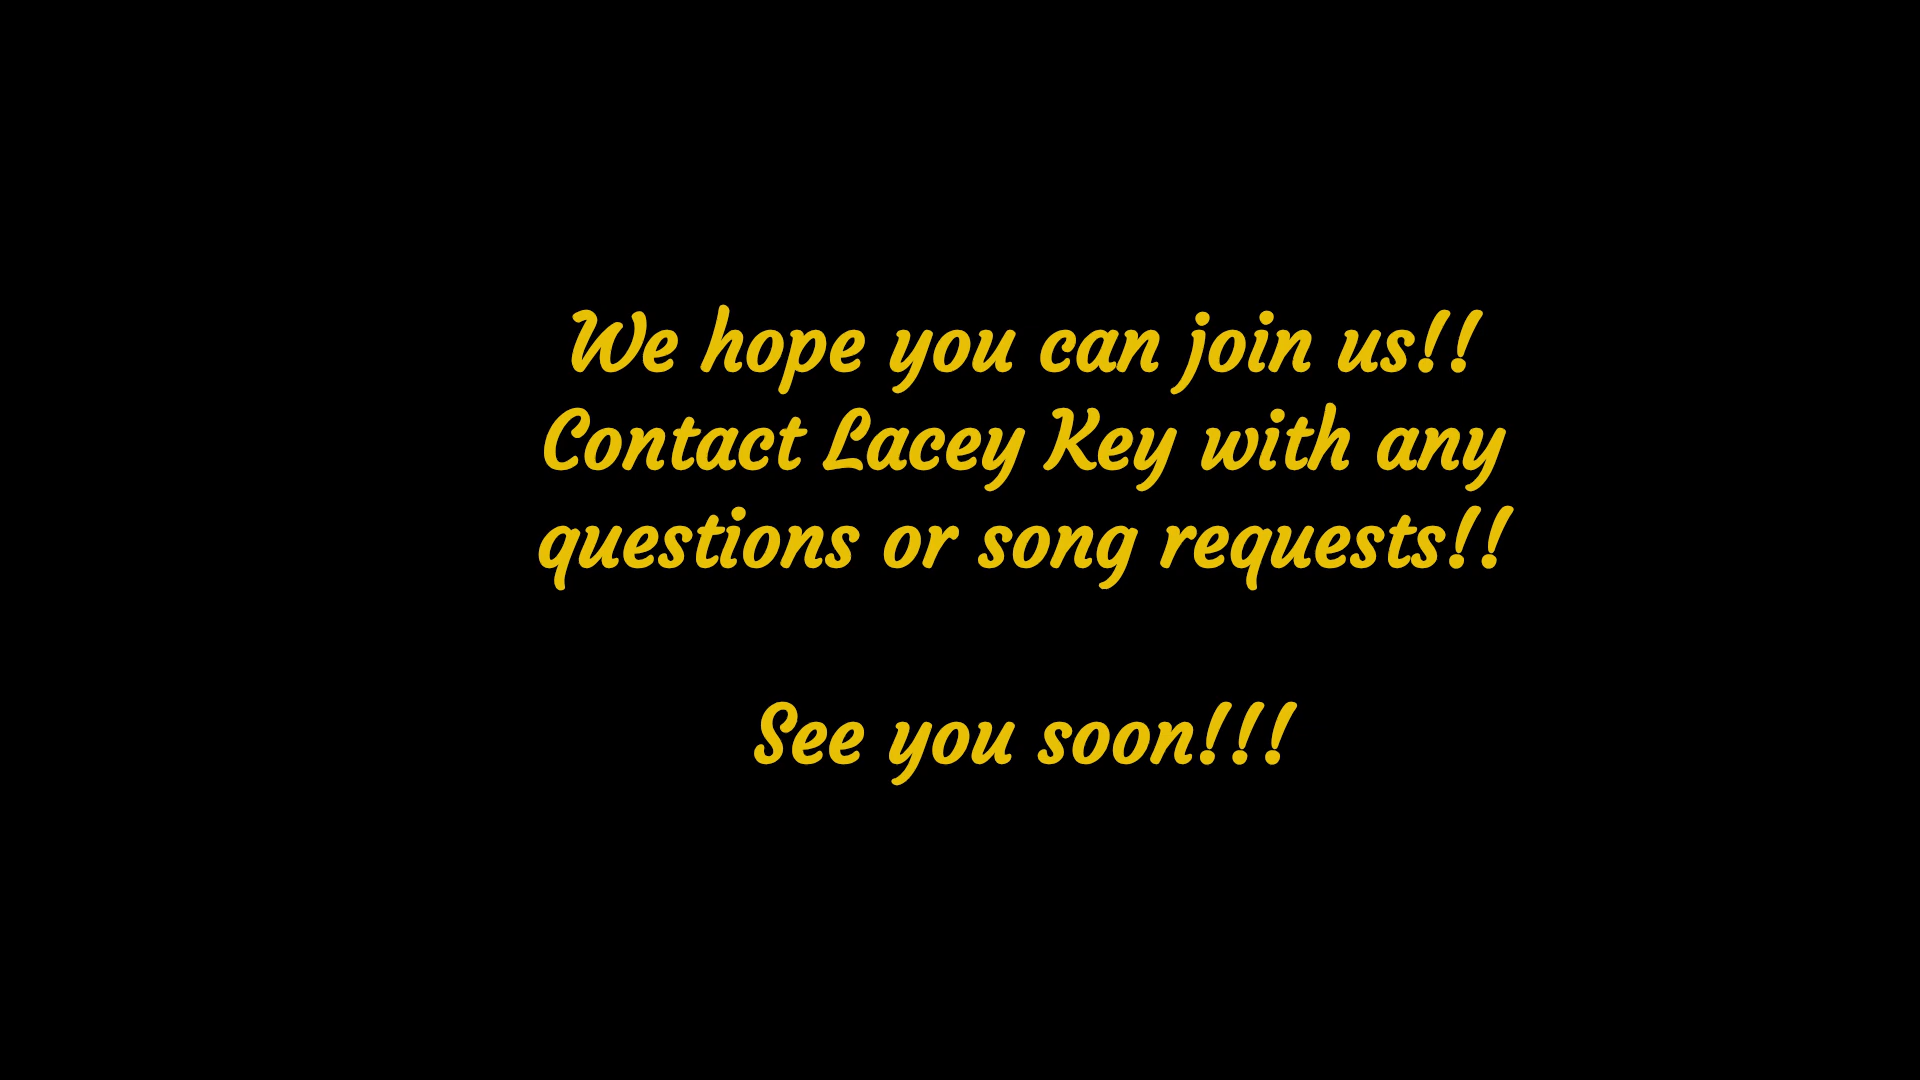 We hope you can join us!!
Contact Lacey Key with any
questions or song requests!!
See you soon!!!